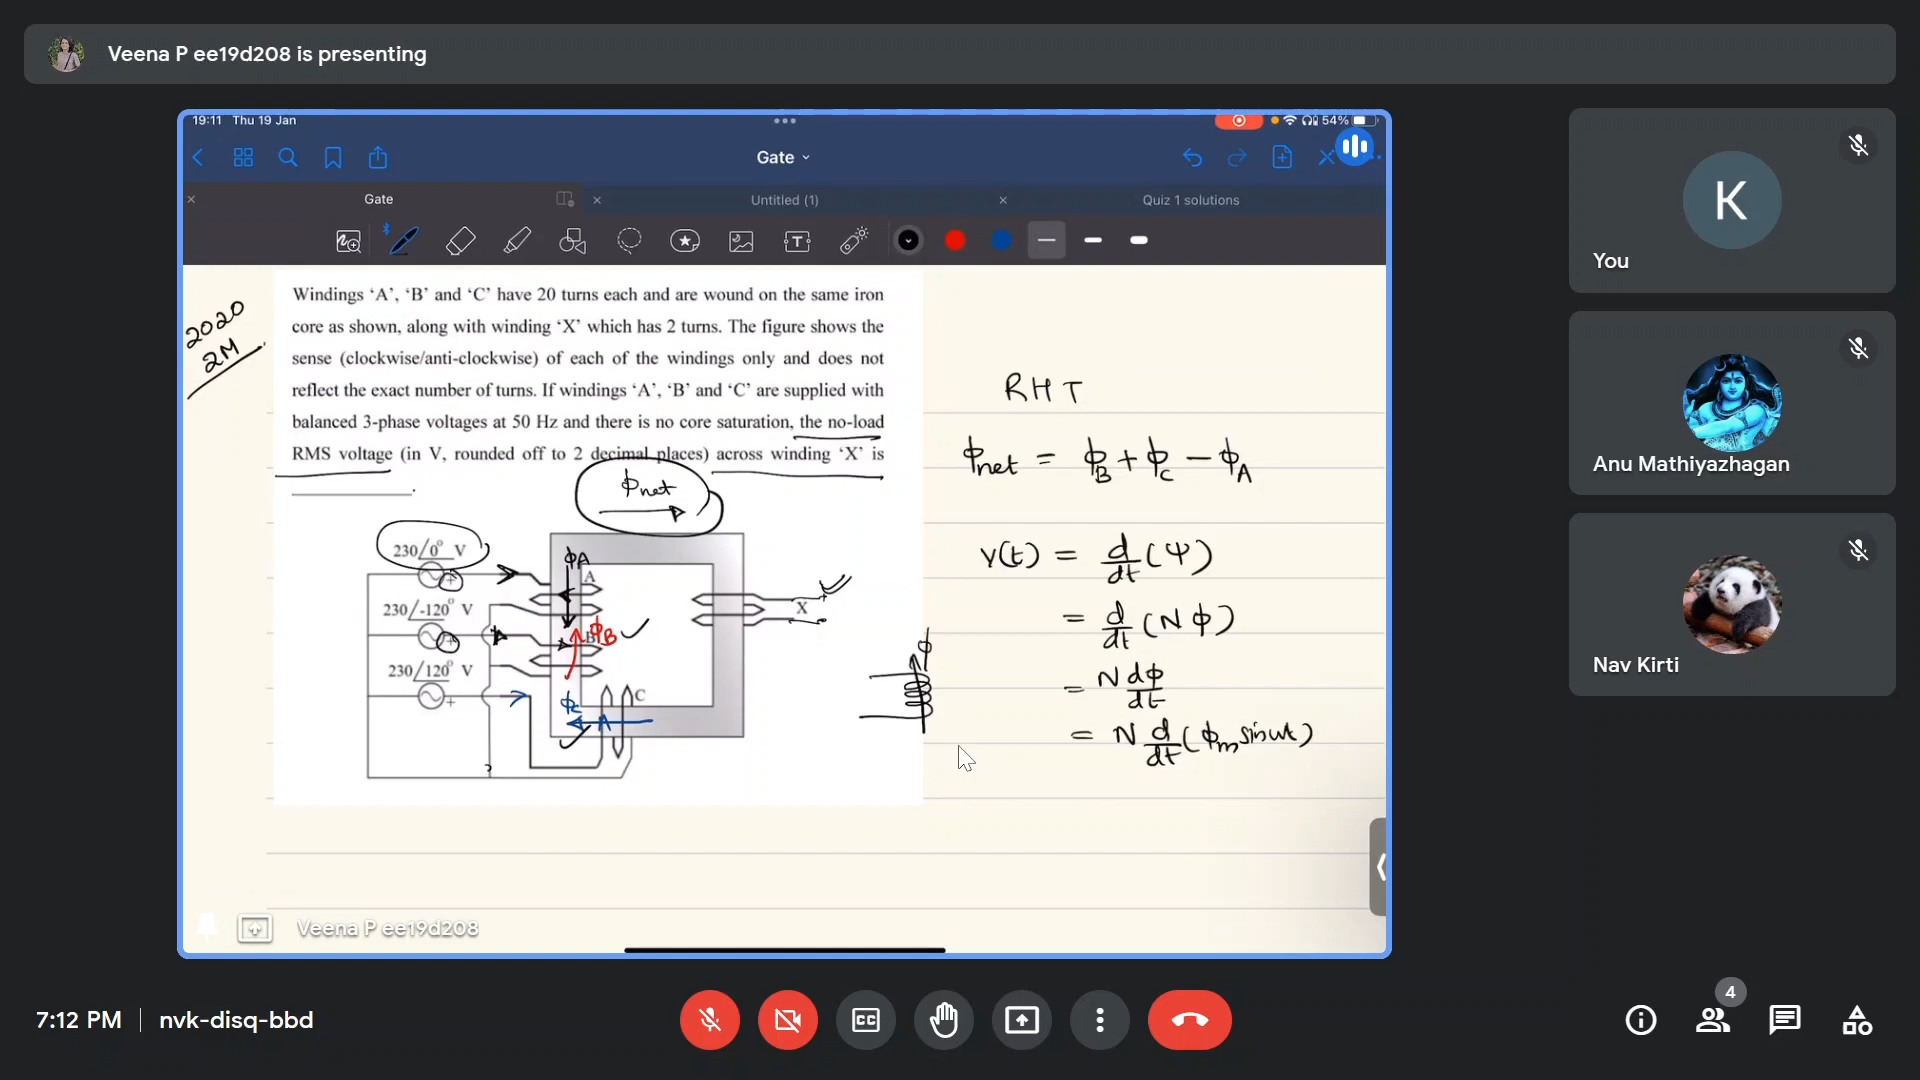 Veena P ee19d208 is presenting
19:11 Thu 19 Jan
54%
Gate
Gate
Untitled (1)
Quiz 1 solutions
2020
2M
Windings ‘A’, ‘B’ and ‘C’ have 20 turns each and are wound on the same iron
core as shown, along with winding ‘X’ which has 2 turns. The figure shows the
sense (clockwise/anti-clockwise) of each of the windings only and does not
reflect the exact number of turns. If windings ‘A’, ‘B’ and ‘C’ are supplied with
balanced 3-phase voltages at 50 Hz and there is no core saturation, the no-load
RMS voltage (in V, rounded off to 2 decimal places) across winding ‘X’ is
__________.
ϕnet
230/0° V
+
230/-120° V
+
230/120° V
+
ϕA
A
ϕB
B
ϕc
C
X
+
-
ϕ
RHT
ϕnet = ϕB + ϕC − ϕA
V(t) = d/dt (Ψ)
= d/dt (N ϕ)
= N dϕ/dt
= N d/dt (ϕm sinωt)
Veena P ee19d208
K
You
Anu Mathiyazhagan
Nav Kirti
7:12 PM | nvk-disq-bbd
CC
4